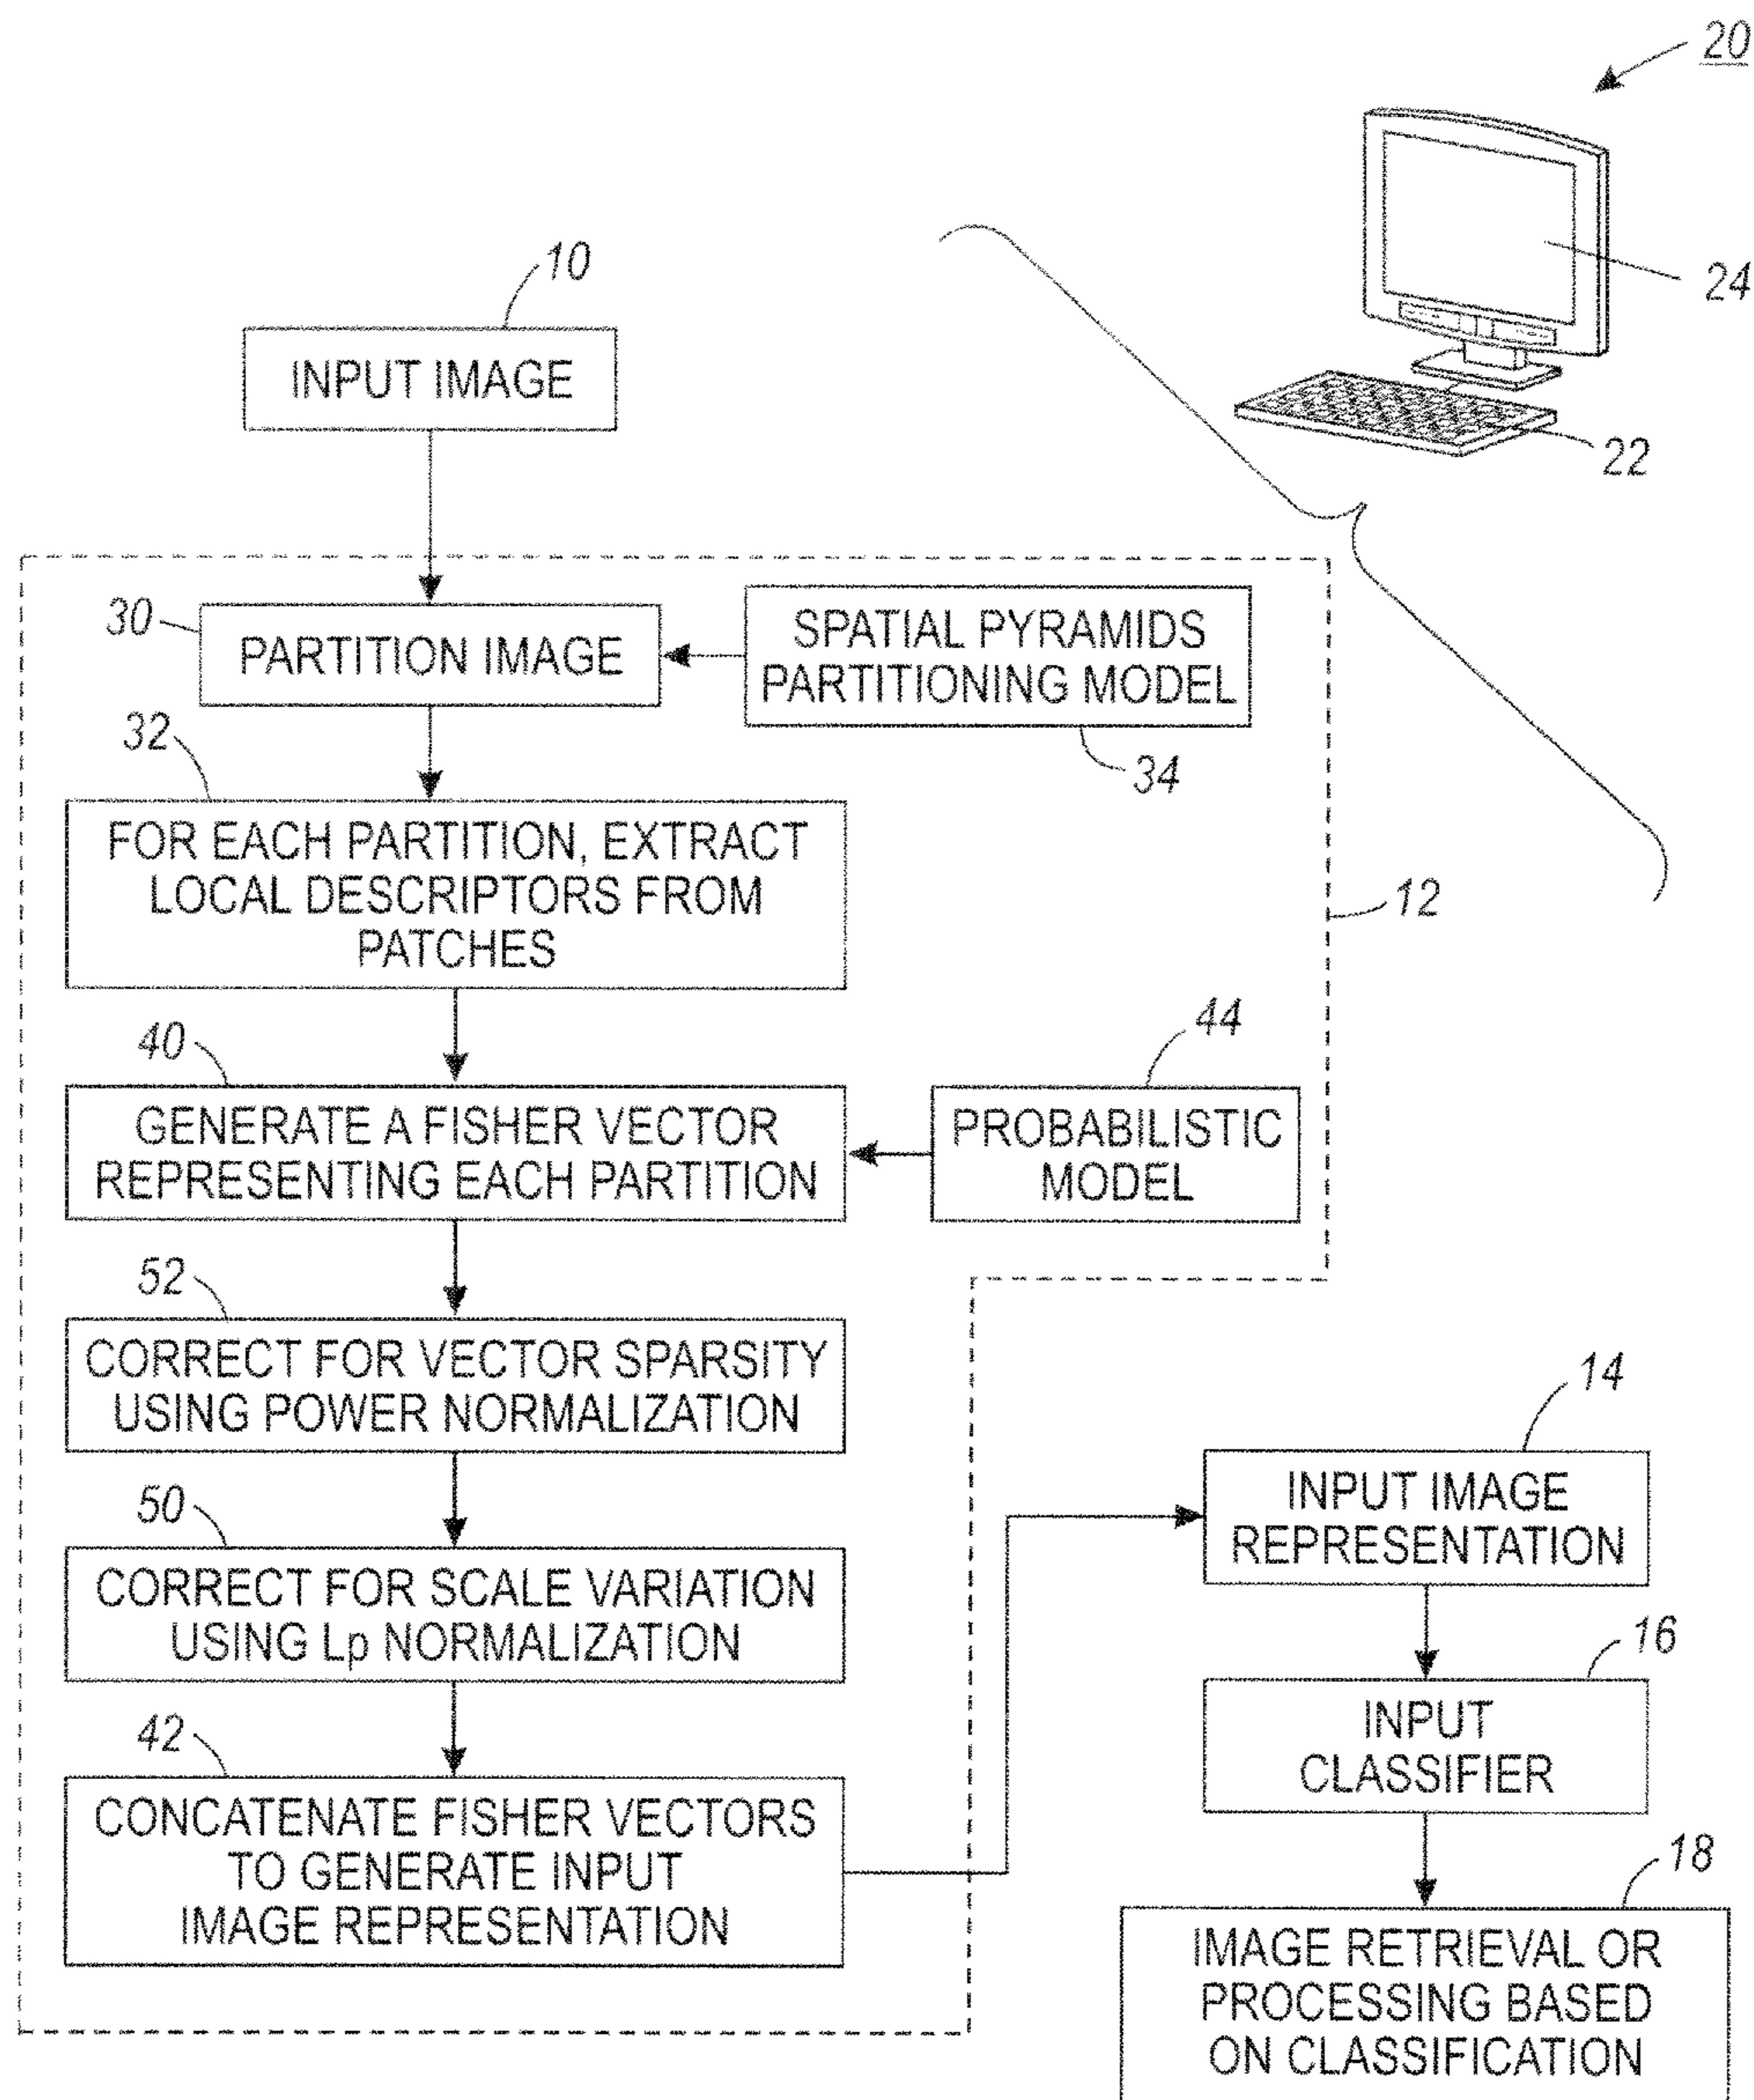 20
24
22
10
INPUT IMAGE
30
PARTITION IMAGE
SPATIAL PYRAMIDS
PARTITIONING MODEL
34
32
FOR EACH PARTITION, EXTRACT
LOCAL DESCRIPTORS FROM
PATCHES
12
40
GENERATE A FISHER VECTOR
REPRESENTING EACH PARTITION
44
PROBABILISTIC
MODEL
52
CORRECT FOR VECTOR SPARSITY
USING POWER NORMALIZATION
50
CORRECT FOR SCALE VARIATION
USING Lp NORMALIZATION
42
CONCATENATE FISHER VECTORS
TO GENERATE INPUT
IMAGE REPRESENTATION
14
INPUT IMAGE
REPRESENTATION
16
INPUT
CLASSIFIER
18
IMAGE RETRIEVAL OR
PROCESSING BASED
ON CLASSIFICATION